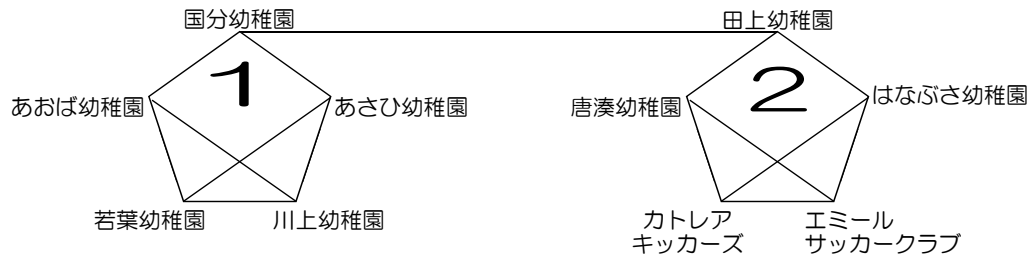 国分幼稚園
田上幼稚園
1
2
あおば幼稚園
あさひ幼稚園
唐湊幼稚園
はなぶさ幼稚園
若葉幼稚園
川上幼稚園
カトレア
キッカーズ
エミール
サッカークラブ